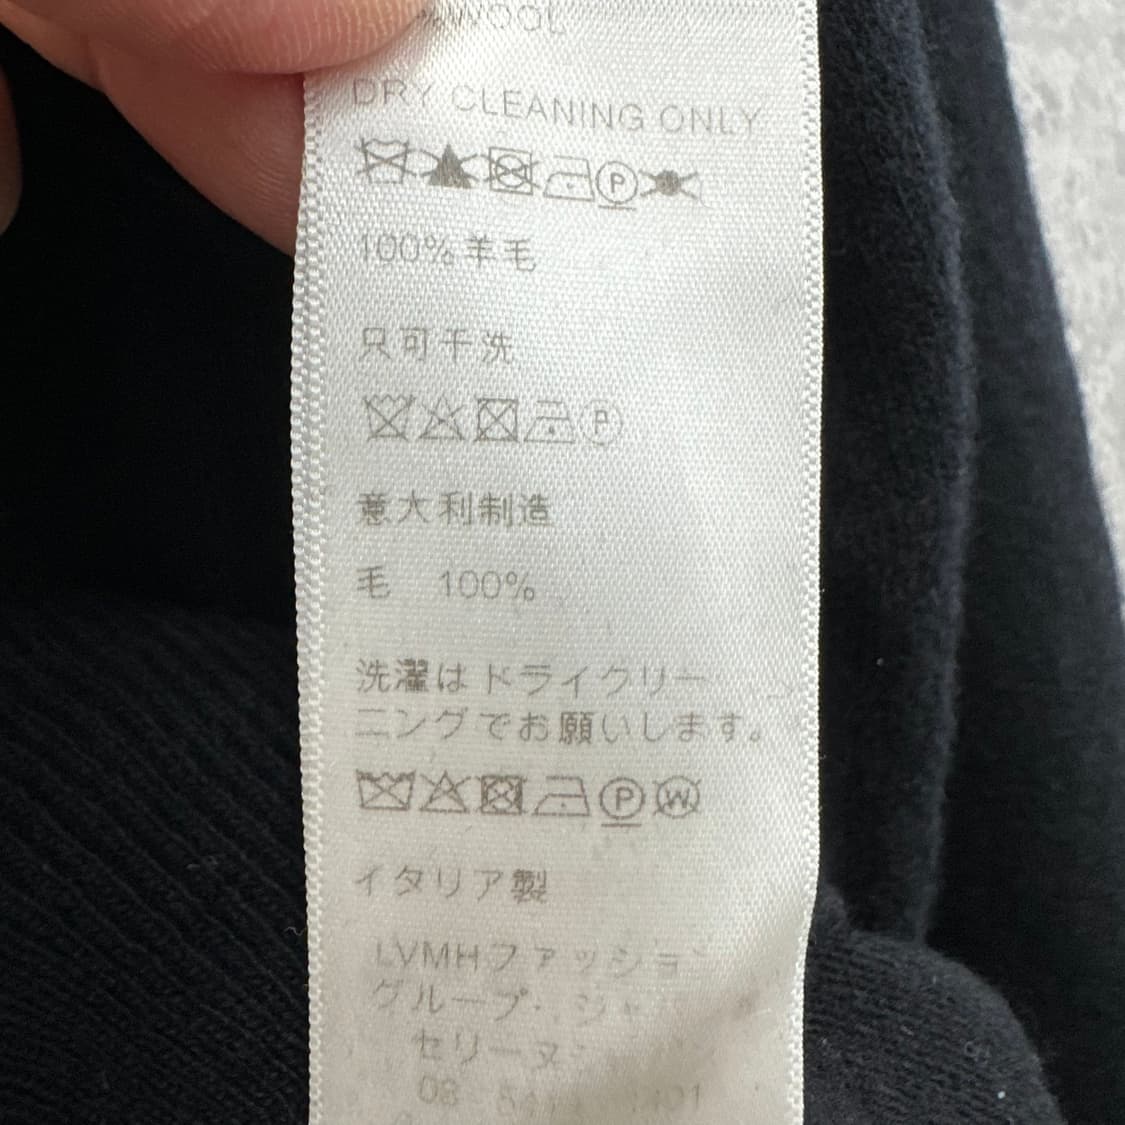 WOOL
DRY CLEANING ONLY
P
100% 羊毛
只可干洗
P
意大利制造
毛 100%
洗濯はドライクリー
ニングでお願いします。
P W
イタリア製
LVMHファッション
グループ・
セリーヌ